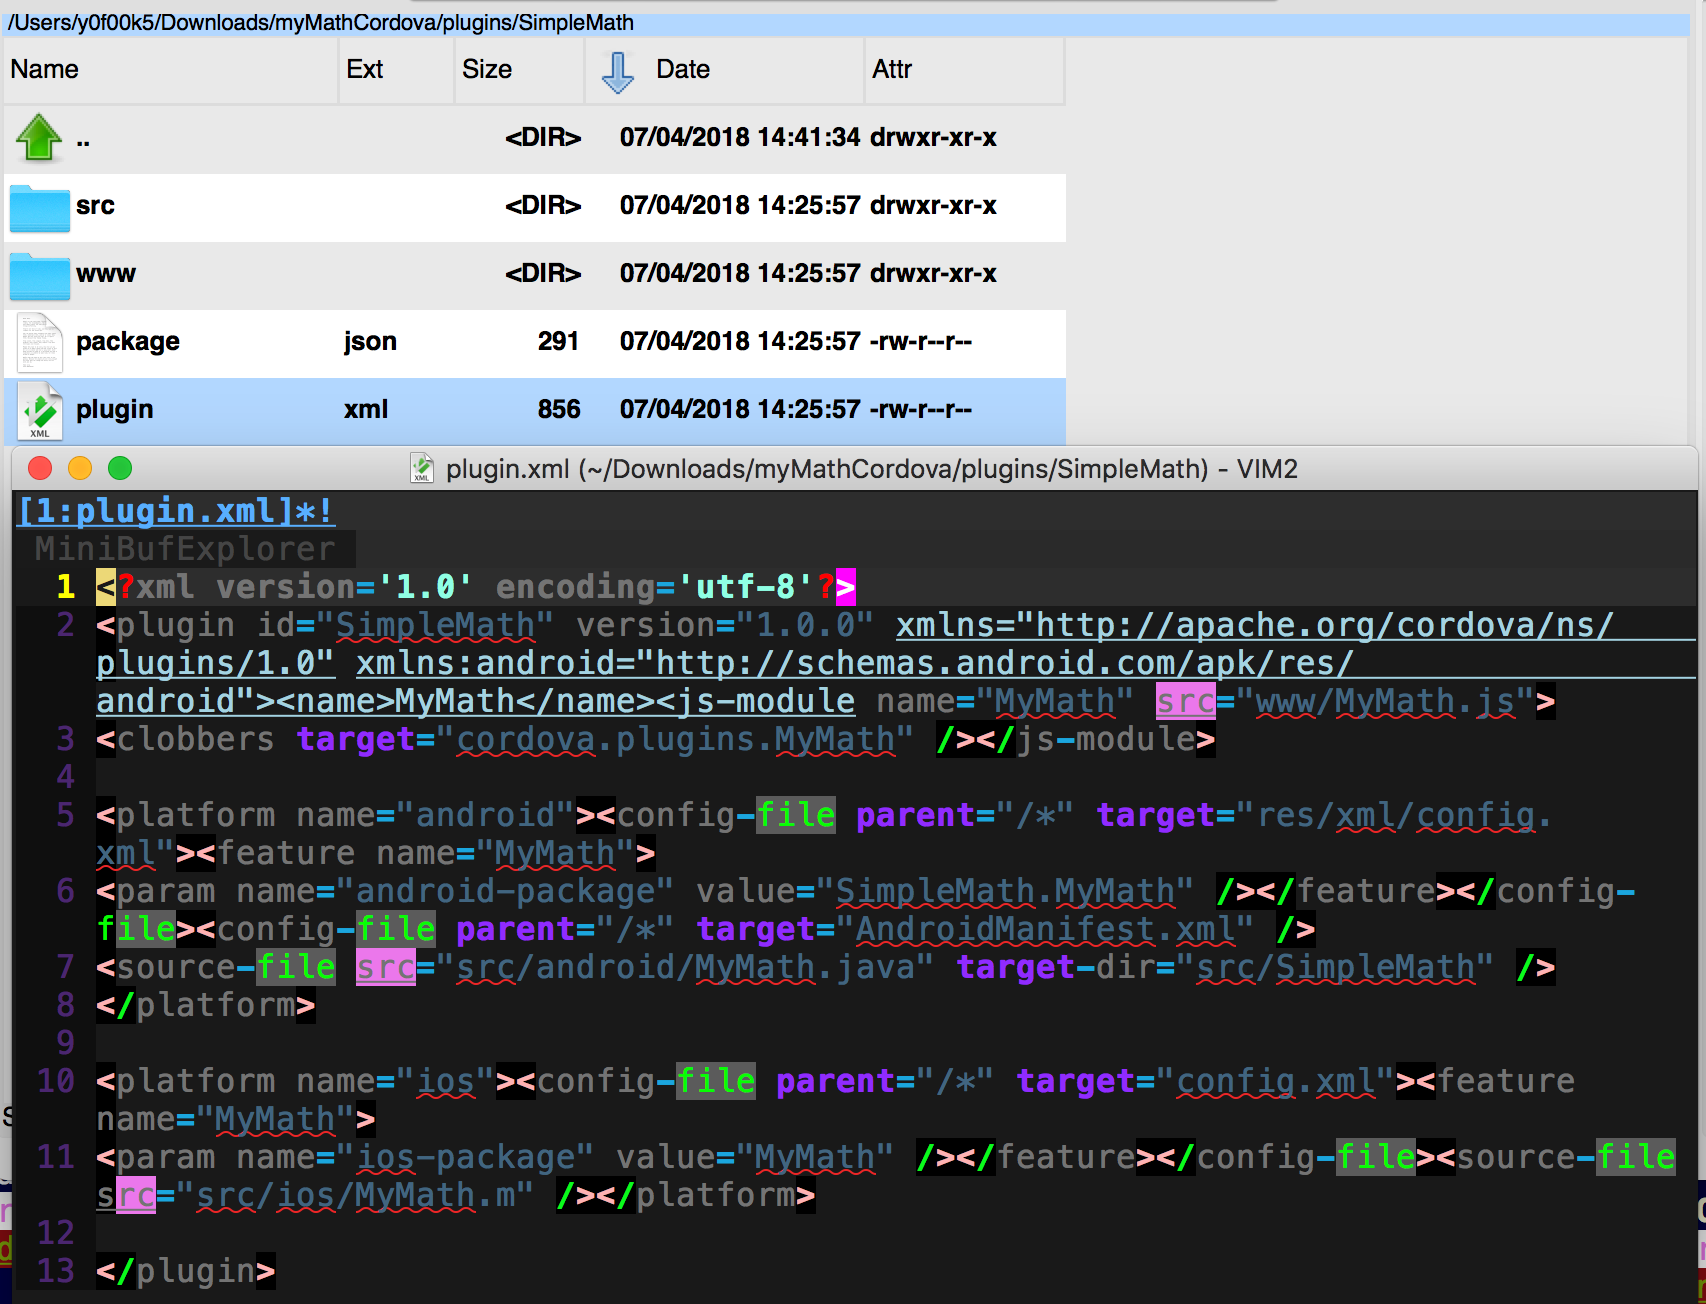 /Users/y0f00k5/Downloads/myMathCordova/plugins/SimpleMath
Name Ext Size Date Attr
.. <DIR> 07/04/2018 14:41:34 drwxr-xr-x
src <DIR> 07/04/2018 14:25:57 drwxr-xr-x
www <DIR> 07/04/2018 14:25:57 drwxr-xr-x
package json 291 07/04/2018 14:25:57 -rw-r--r--
plugin xml 856 07/04/2018 14:25:57 -rw-r--r--
XML
XML plugin.xml (~/Downloads/myMathCordova/plugins/SimpleMath) - VIM2
[1:plugin.xml]*!
MiniBufExplorer
1 <?xml version='1.0' encoding='utf-8'?>
2 <plugin id="SimpleMath" version="1.0.0" xmlns="http://apache.org/cordova/ns/
plugins/1.0" xmlns:android="http://schemas.android.com/apk/res/
android"><name>MyMath</name><js-module name="MyMath" src="www/MyMath.js">
3 <clobbers target="cordova.plugins.MyMath" /></js-module>
4
5 <platform name="android"><config-file parent="/*" target="res/xml/config.
xml"><feature name="MyMath">
6 <param name="android-package" value="SimpleMath.MyMath" /></feature></config-
file><config-file parent="/*" target="AndroidManifest.xml" />
7 <source-file src="src/android/MyMath.java" target-dir="src/SimpleMath" />
8 </platform>
9
10 <platform name="ios"><config-file parent="/*" target="config.xml"><feature
name="MyMath">
11 <param name="ios-package" value="MyMath" /></feature></config-file><source-file
src="src/ios/MyMath.m" /></platform>
12
13 </plugin>